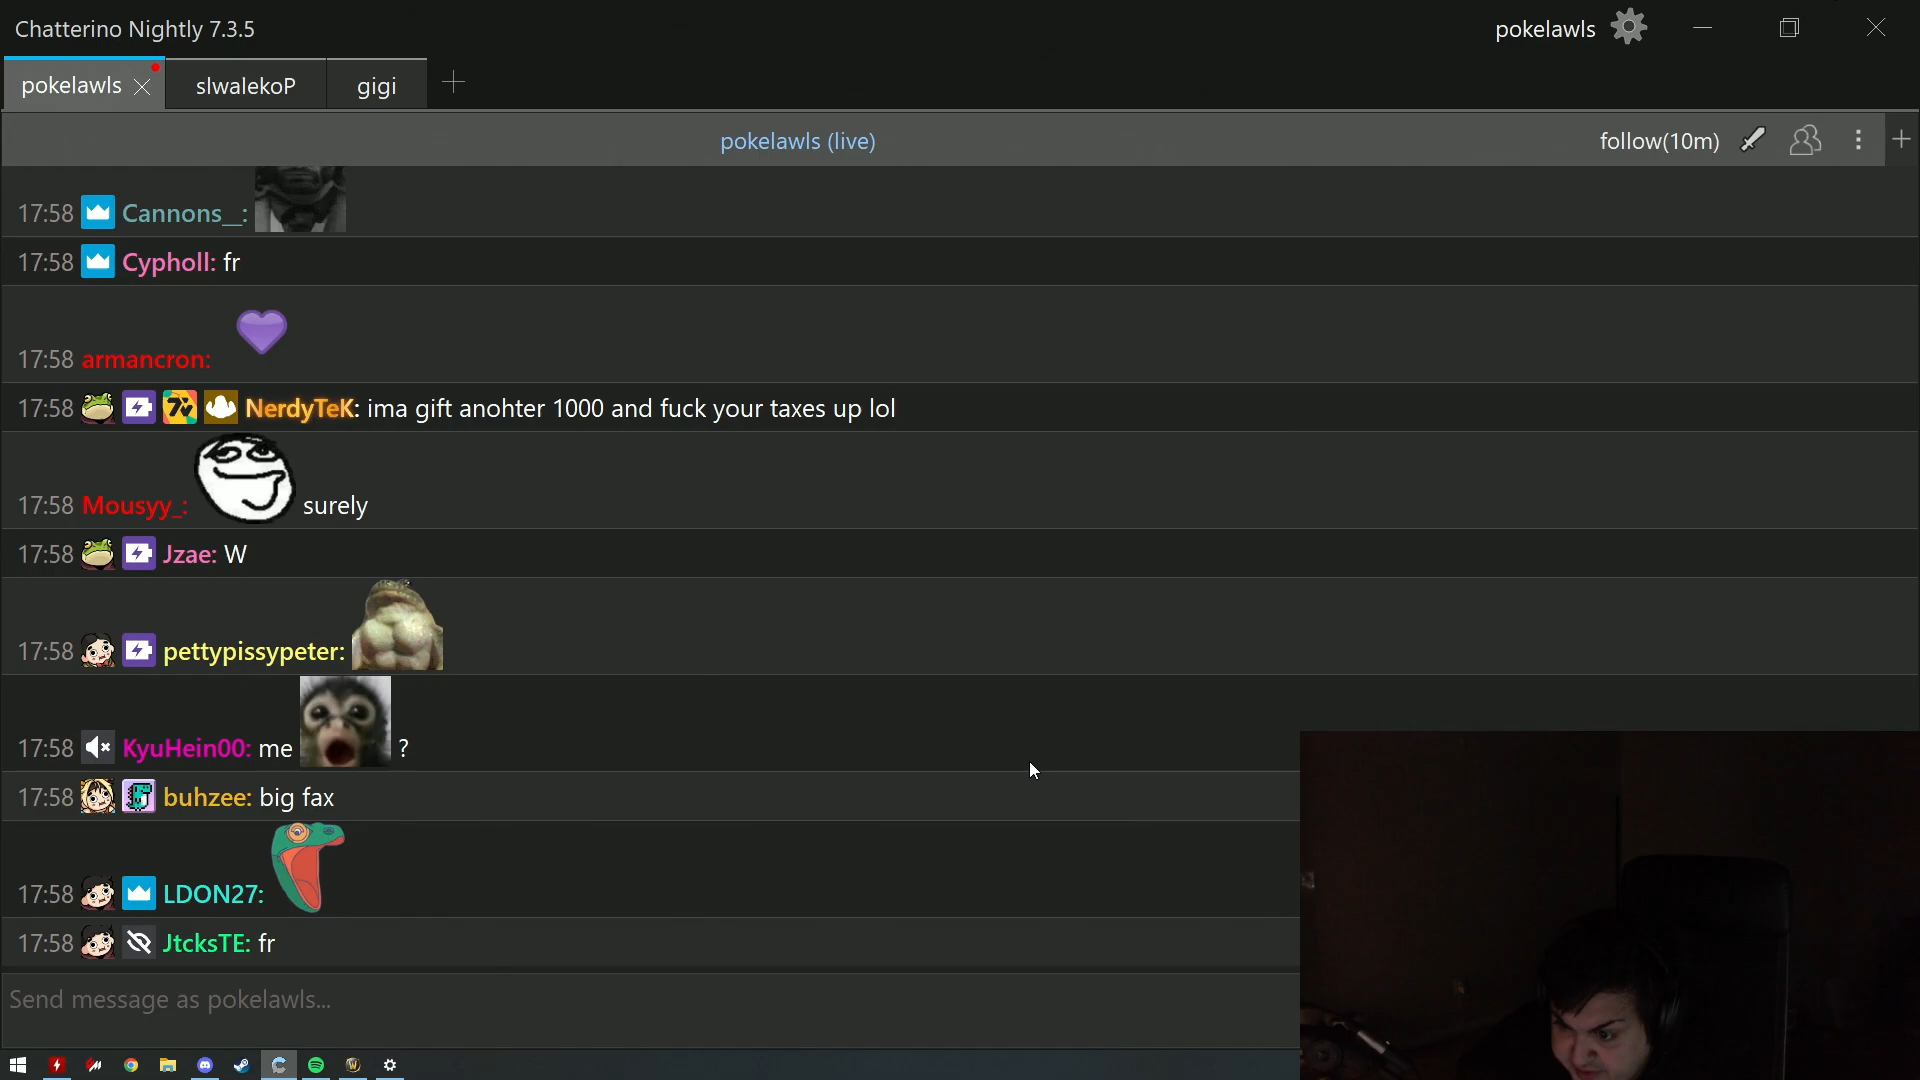 Chatterino Nightly 7.3.5
pokelawls
pokelawls
slwalekoP
gigi
pokelawls (live)
follow(10m)
17:58 Cannons__:
17:58 Cypholl: fr
17:58 armancron:
17:58 NerdyTeK: ima gift anohter 1000 and fuck your taxes up lol
17:58 Mousyy_: surely
17:58 Jzae: W
17:58 pettypissypeter:
17:58 KyuHein00: me ?
17:58 buhzee: big fax
17:58 LDON27:
17:58 JtcksTE: fr
Send message as pokelawls...